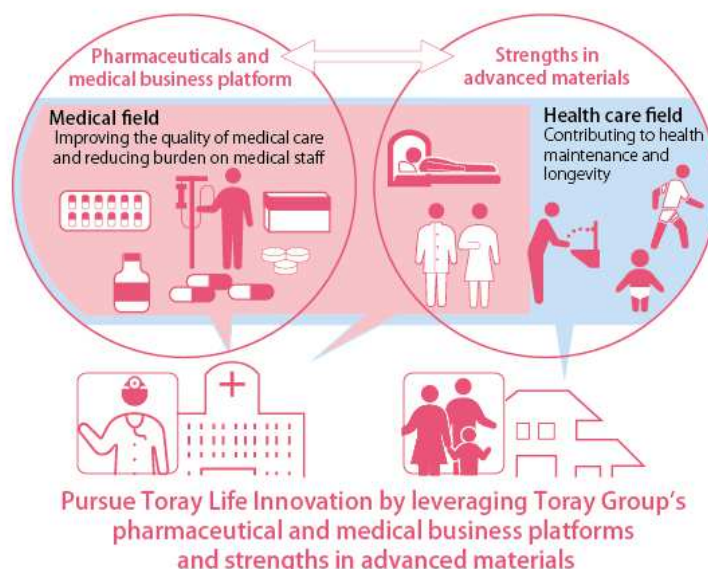 Pharmaceuticals and
medical business platform
Strengths in
advanced materials
Medical field
Improving the quality of medical care
and reducing burden on medical staff
Health care field
Contributing to health
maintenance and
longevity
Pursue Toray Life Innovation by leveraging Toray Group's
pharmaceutical and medical business platforms
and strengths in advanced materials